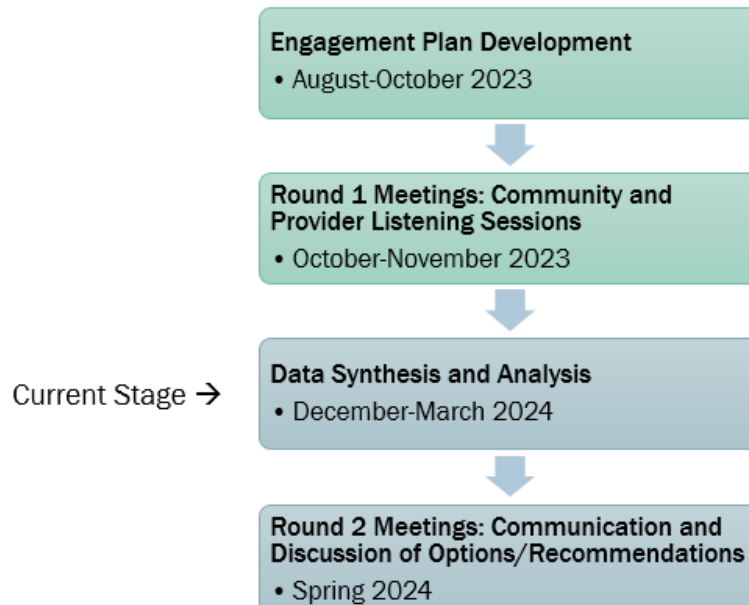 Engagement Plan Development
• August-October 2023
Round 1 Meetings: Community and
Provider Listening Sessions
• October-November 2023
Current Stage →
Data Synthesis and Analysis
• December-March 2024
Round 2 Meetings: Communication and
Discussion of Options/Recommendations
• Spring 2024